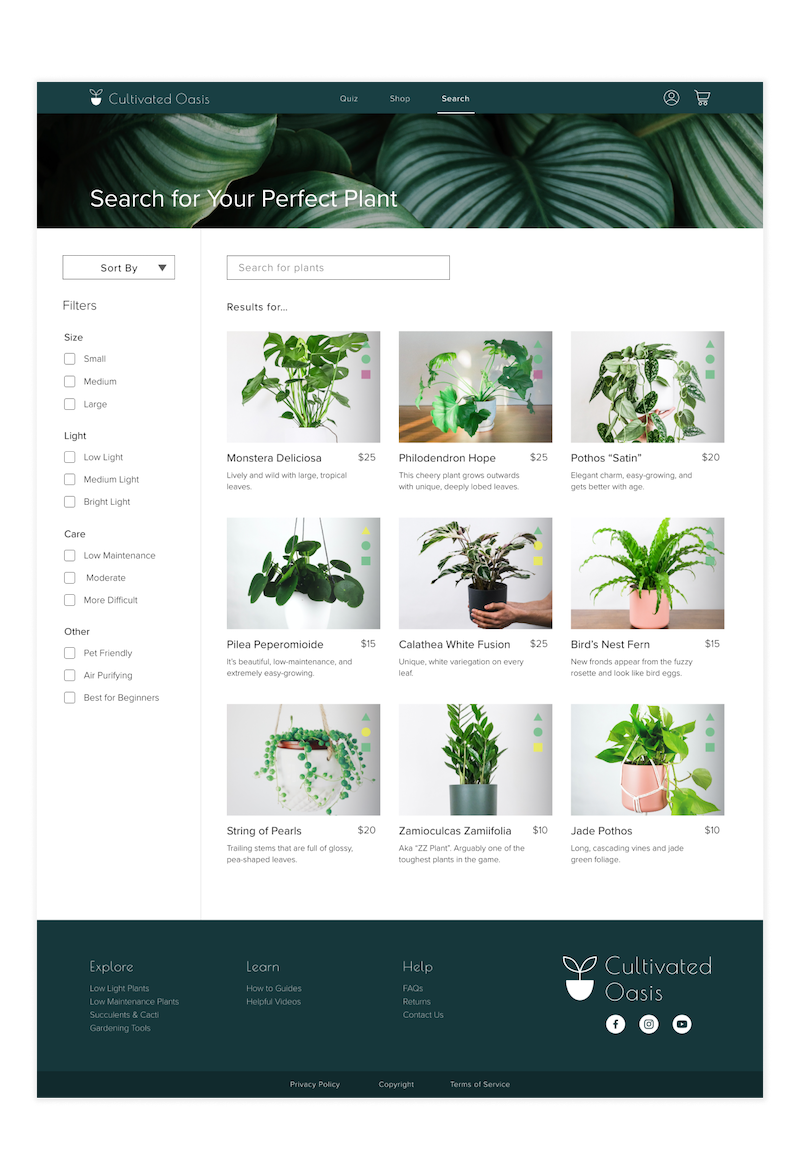 Cultivated Oasis
Quiz
Shop
Search
Search for Your Perfect Plant
Sort By
Filters
Size
Small
Medium
Large
Light
Low Light
Medium Light
Bright Light
Care
Low Maintenance
Moderate
More Difficult
Other
Pet Friendly
Air Purifying
Best for Beginners
Search for plants
Results for...
Monstera Deliciosa $25
Lively and wild with large, tropical
leaves.
Philodendron Hope $25
This cheery plant grows outwards
with unique, deeply lobed leaves.
Pothos “Satin” $20
Elegant charm, easy-growing, and
gets better with age.
Pilea Peperomioide $15
It’s beautiful, low-maintenance, and
extremely easy-growing.
Calathea White Fusion $25
Unique, white variegation on every
leaf.
Bird’s Nest Fern $15
New fronds appear from the fuzzy
rosette and look like bird eggs.
String of Pearls $20
Trailing stems that are full of glossy,
pea-shaped leaves.
Zamioculcas Zamiifolia $10
Aka “ZZ Plant”. Arguably one of the
toughest plants in the game.
Jade Pothos $10
Long, cascading vines and jade
green foliage.
Explore
Low Light Plants
Low Maintenance Plants
Succulents & Cacti
Gardening Tools
Learn
How to Guides
Helpful Videos
Help
FAQs
Returns
Contact Us
Cultivated
Oasis
Privacy Policy
Copyright
Terms of Service